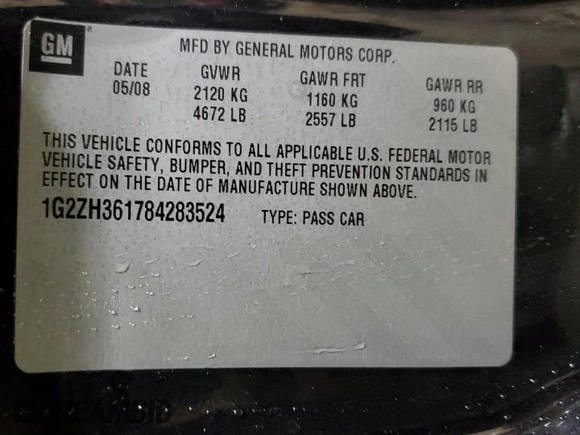 GM
MFD BY GENERAL MOTORS CORP.
DATE GVWR GAWR FRT GAWR RR
05/08 2120 KG 1160 KG 960 KG
4672 LB 2557 LB 2115 LB
THIS VEHICLE CONFORMS TO ALL APPLICABLE U.S. FEDERAL MOTOR
VEHICLE SAFETY, BUMPER, AND THEFT PREVENTION STANDARDS IN
EFFECT ON THE DATE OF MANUFACTURE SHOWN ABOVE.
1G2ZH361784283524 TYPE: PASS CAR